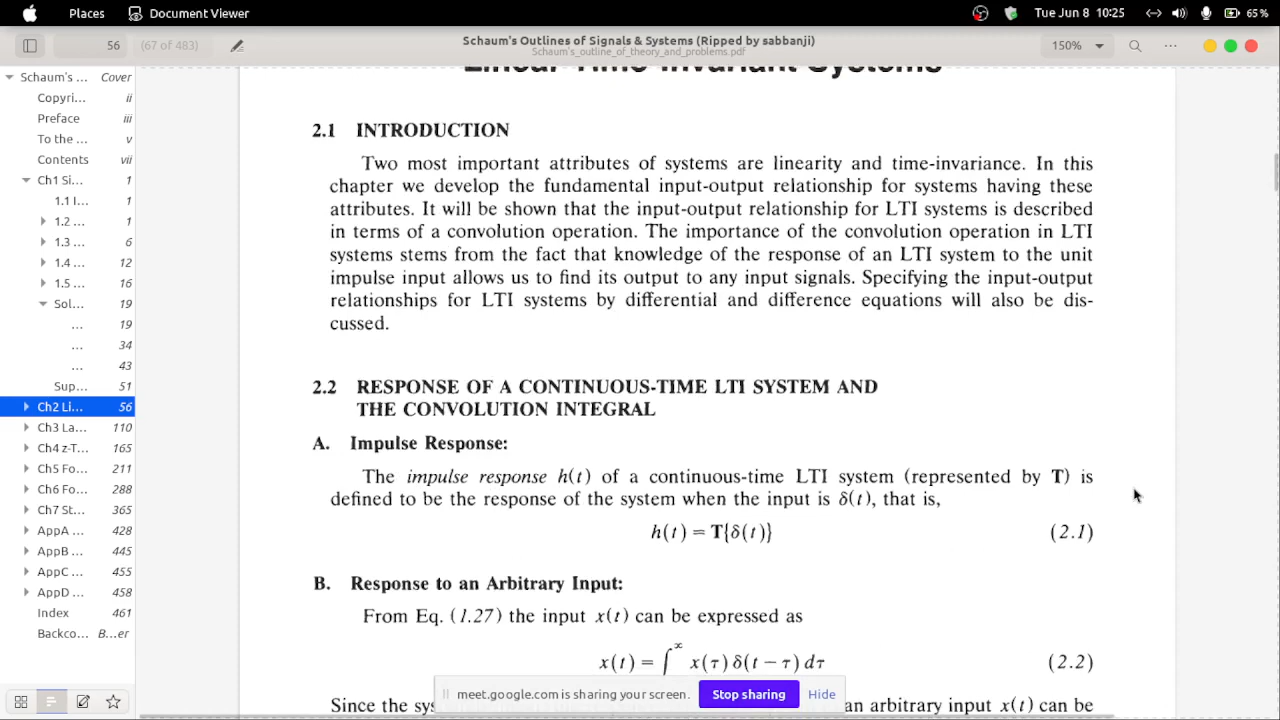 Places Document Viewer Tue Jun 8 10:25 65%
56 (67 of 483) Schaum's Outlines of Signals & Systems (Ripped by sabbanji) 150%
Schaum's_outline_of_theory_and_problems.pdf
Schaum's ... Cover
Copyri... ii
Preface iii
To the ... v
Contents vii
Ch1 Si... 1
1.1 I... 1
1.2 ... 1
1.3 ... 6
1.4 ... 12
1.5 ... 16
Sol... 19
... 19
... 34
... 43
Sup... 51
Ch2 Li... 56
Ch3 La... 110
Ch4 z-T... 165
Ch5 Fo... 211
Ch6 Fo... 288
Ch7 St... 365
AppA ... 428
AppB ... 445
AppC ... 455
AppD ... 458
Index 461
Backco... B...er
Linear Time-Invariant Systems
2.1 INTRODUCTION
Two most important attributes of systems are linearity and time-invariance. In this
chapter we develop the fundamental input-output relationship for systems having these
attributes. It will be shown that the input-output relationship for LTI systems is described
in terms of a convolution operation. The importance of the convolution operation in LTI
systems stems from the fact that knowledge of the response of an LTI system to the unit
impulse input allows us to find its output to any input signals. Specifying the input-output
relationships for LTI systems by differential and difference equations will also be dis-
cussed.
2.2 RESPONSE OF A CONTINUOUS-TIME LTI SYSTEM AND
THE CONVOLUTION INTEGRAL
A. Impulse Response:
The impulse response h(t) of a continuous-time LTI system (represented by T) is
defined to be the response of the system when the input is δ(t), that is,
h(t) = T{δ(t)} (2.1)
B. Response to an Arbitrary Input:
From Eq. (1.27) the input x(t) can be expressed as
x(t) = ∫^∞ x(τ) δ(t − τ) dτ (2.2)
Since the sys an arbitrary input x(t) can be
meet.google.com is sharing your screen. Stop sharing Hide